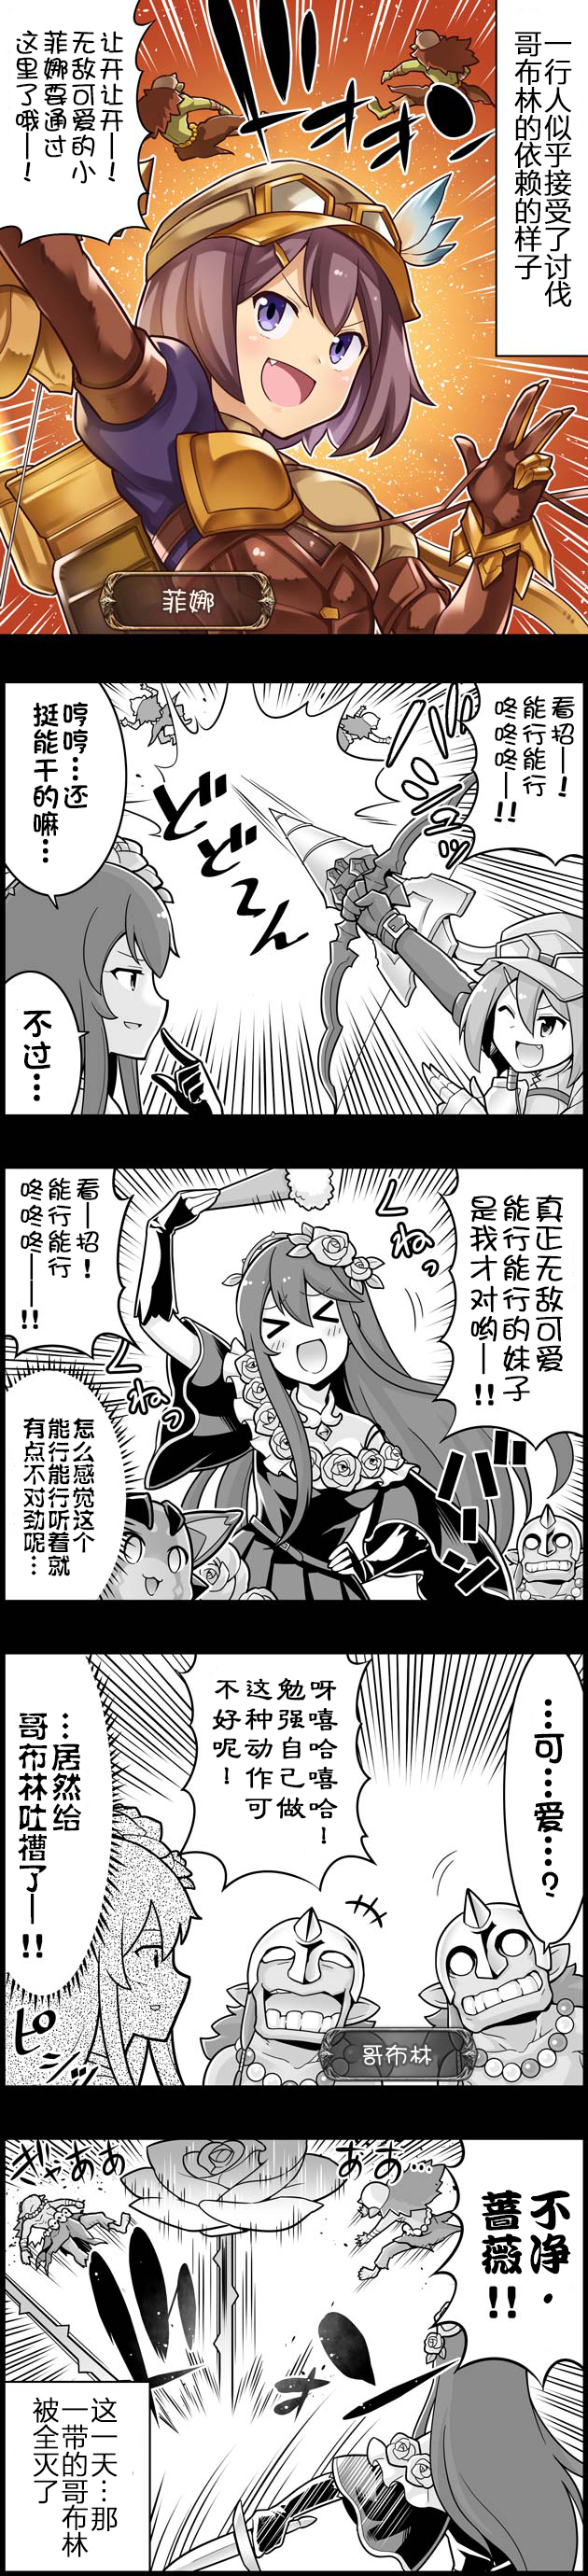 一行人似乎接受了讨伐
哥布林的依赖的样子
让开让开—！
无敌可爱的小
菲娜要通过
这里了哦—！
菲娜
看招—！
能行能行
咚咚咚—!!
ドドドーん
哼哼…还
挺能干的嘛…
不过…
真正无敌可爱
能行能行的妹子
是我才对哟—!!
くねっ
くねっ
看—招！
能行能行
咚咚咚——!!
怎么感觉这个
能行能行听着就
有点不对劲呢…
…可…爱…?
呀嘻哈嘻哈！
勉强自己做
这种动作可
不好呢！
…居然给
哥布林吐槽了—!!
ピシッ
哥布林
不净·
蔷薇!!
ああ…
ぎゃああ
这一天…那
一带的哥布林
被全灭了